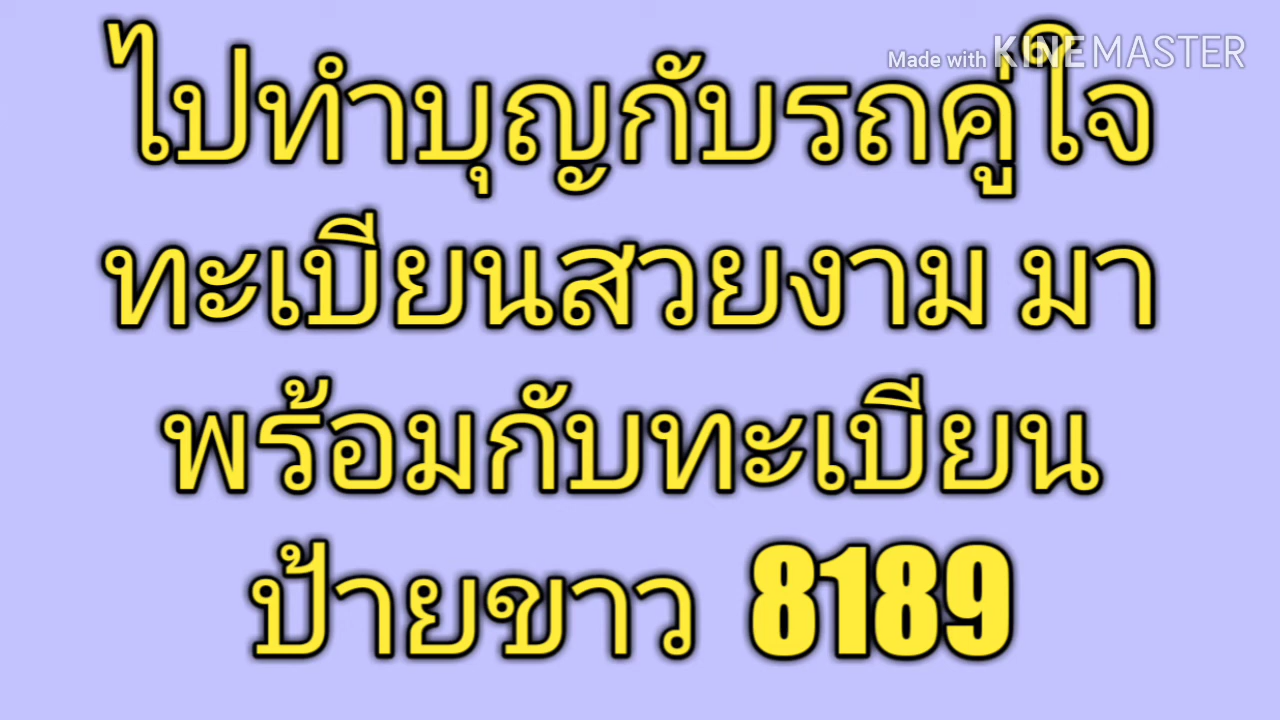 Made with KINEMASTER
ไปทำบุญกับรถคู่ใจ
ทะเบียนสวยงาม มา
พร้อมกับทะเบียน
ป้ายขาว 8189